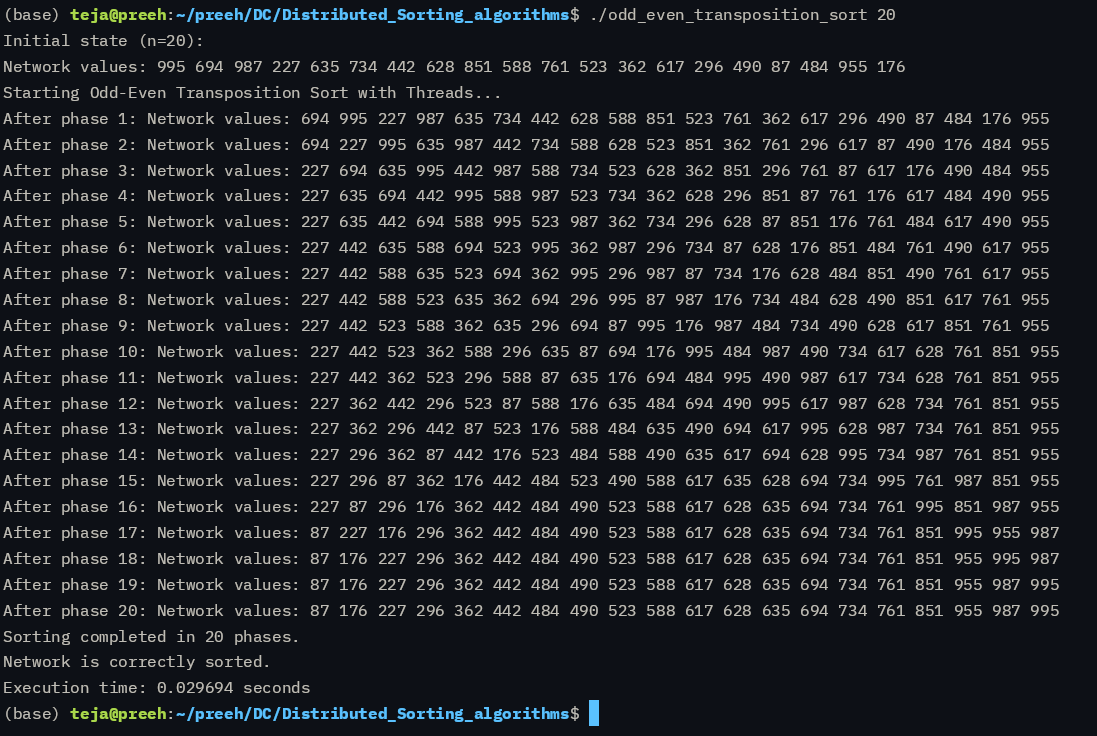 (base) teja@preeh:~/preeh/DC/Distributed_Sorting_algorithms$ ./odd_even_transposition_sort 20
Initial state (n=20):
Network values: 995 694 987 227 635 734 442 628 851 588 761 523 362 617 296 490 87 484 955 176
Starting Odd-Even Transposition Sort with Threads...
After phase 1: Network values: 694 995 227 987 635 734 442 628 588 851 523 761 362 617 296 490 87 484 176 955
After phase 2: Network values: 694 227 995 635 987 442 734 588 628 523 851 362 761 296 617 87 490 176 484 955
After phase 3: Network values: 227 694 635 995 442 987 588 734 523 628 362 851 296 761 87 617 176 490 484 955
After phase 4: Network values: 227 635 694 442 995 588 987 523 734 362 628 296 851 87 761 176 617 484 490 955
After phase 5: Network values: 227 635 442 694 588 995 523 987 362 734 296 628 87 851 176 761 484 617 490 955
After phase 6: Network values: 227 442 635 588 694 523 995 362 987 296 734 87 628 176 851 484 761 490 617 955
After phase 7: Network values: 227 442 588 635 523 694 362 995 296 987 87 734 176 628 484 851 490 761 617 955
After phase 8: Network values: 227 442 588 523 635 362 694 296 995 87 987 176 734 484 628 490 851 617 761 955
After phase 9: Network values: 227 442 523 588 362 635 296 694 87 995 176 987 484 734 490 628 617 851 761 955
After phase 10: Network values: 227 442 523 362 588 296 635 87 694 176 995 484 987 490 734 617 628 761 851 955
After phase 11: Network values: 227 442 362 523 296 588 87 635 176 694 484 995 490 987 617 734 628 761 851 955
After phase 12: Network values: 227 362 442 296 523 87 588 176 635 484 694 490 995 617 987 628 734 761 851 955
After phase 13: Network values: 227 362 296 442 87 523 176 588 484 635 490 694 617 995 628 987 734 761 851 955
After phase 14: Network values: 227 296 362 87 442 176 523 484 588 490 635 617 694 628 995 734 987 761 851 955
After phase 15: Network values: 227 296 87 362 176 442 484 523 490 588 617 635 628 694 734 995 761 987 851 955
After phase 16: Network values: 227 87 296 176 362 442 484 490 523 588 617 628 635 694 734 761 995 851 987 955
After phase 17: Network values: 87 227 176 296 362 442 484 490 523 588 617 628 635 694 734 761 851 995 955 987
After phase 18: Network values: 87 176 227 296 362 442 484 490 523 588 617 628 635 694 734 761 851 955 995 987
After phase 19: Network values: 87 176 227 296 362 442 484 490 523 588 617 628 635 694 734 761 851 955 987 995
After phase 20: Network values: 87 176 227 296 362 442 484 490 523 588 617 628 635 694 734 761 851 955 987 995
Sorting completed in 20 phases.
Network is correctly sorted.
Execution time: 0.029694 seconds
(base) teja@preeh:~/preeh/DC/Distributed_Sorting_algorithms$